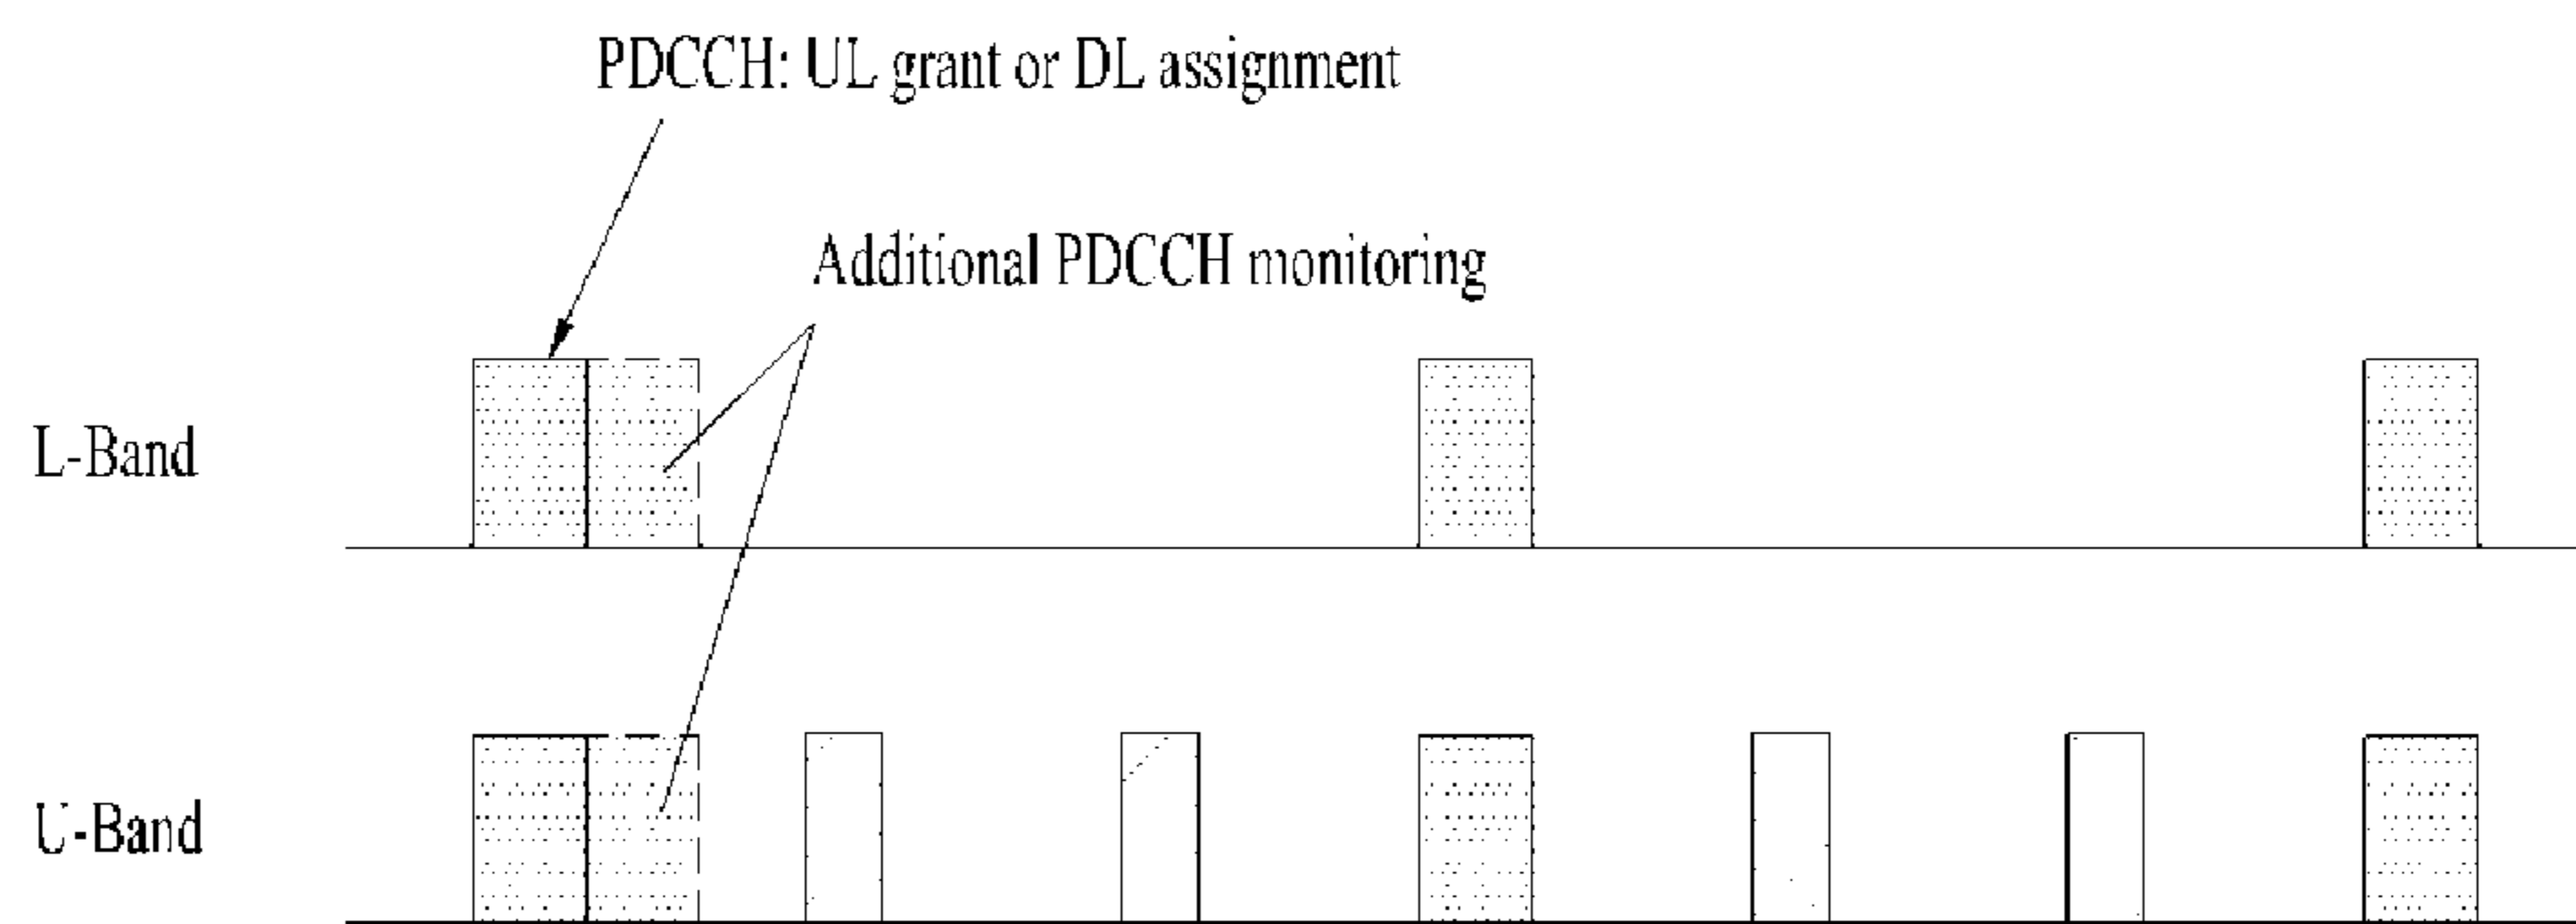 PDCCH: UL grant or DL assignment
Additional PDCCH monitoring
L-Band
U-Band